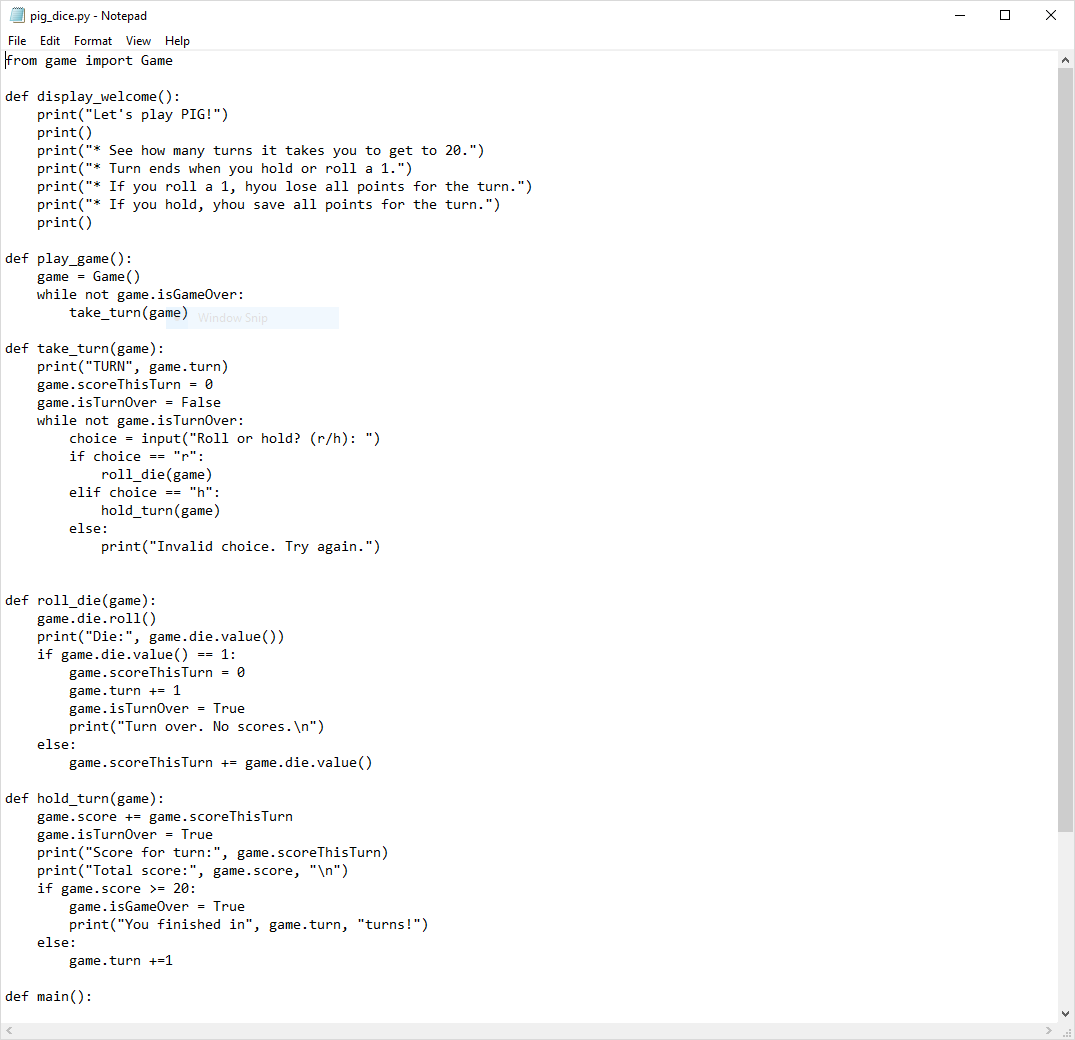 pig_dice.py - Notepad
File Edit Format View Help
from game import Game

def display_welcome():
    print("Let's play PIG!")
    print()
    print("* See how many turns it takes you to get to 20.")
    print("* Turn ends when you hold or roll a 1.")
    print("* If you roll a 1, hyou lose all points for the turn.")
    print("* If you hold, yhou save all points for the turn.")
    print()

def play_game():
    game = Game()
    while not game.isGameOver:
        take_turn(game)
Window Snip

def take_turn(game):
    print("TURN", game.turn)
    game.scoreThisTurn = 0
    game.isTurnOver = False
    while not game.isTurnOver:
        choice = input("Roll or hold? (r/h): ")
        if choice == "r":
            roll_die(game)
        elif choice == "h":
            hold_turn(game)
        else:
            print("Invalid choice. Try again.")


def roll_die(game):
    game.die.roll()
    print("Die:", game.die.value())
    if game.die.value() == 1:
        game.scoreThisTurn = 0
        game.turn += 1
        game.isTurnOver = True
        print("Turn over. No scores.\n")
    else:
        game.scoreThisTurn += game.die.value()

def hold_turn(game):
    game.score += game.scoreThisTurn
    game.isTurnOver = True
    print("Score for turn:", game.scoreThisTurn)
    print("Total score:", game.score, "\n")
    if game.score >= 20:
        game.isGameOver = True
        print("You finished in", game.turn, "turns!")
    else:
        game.turn +=1

def main():